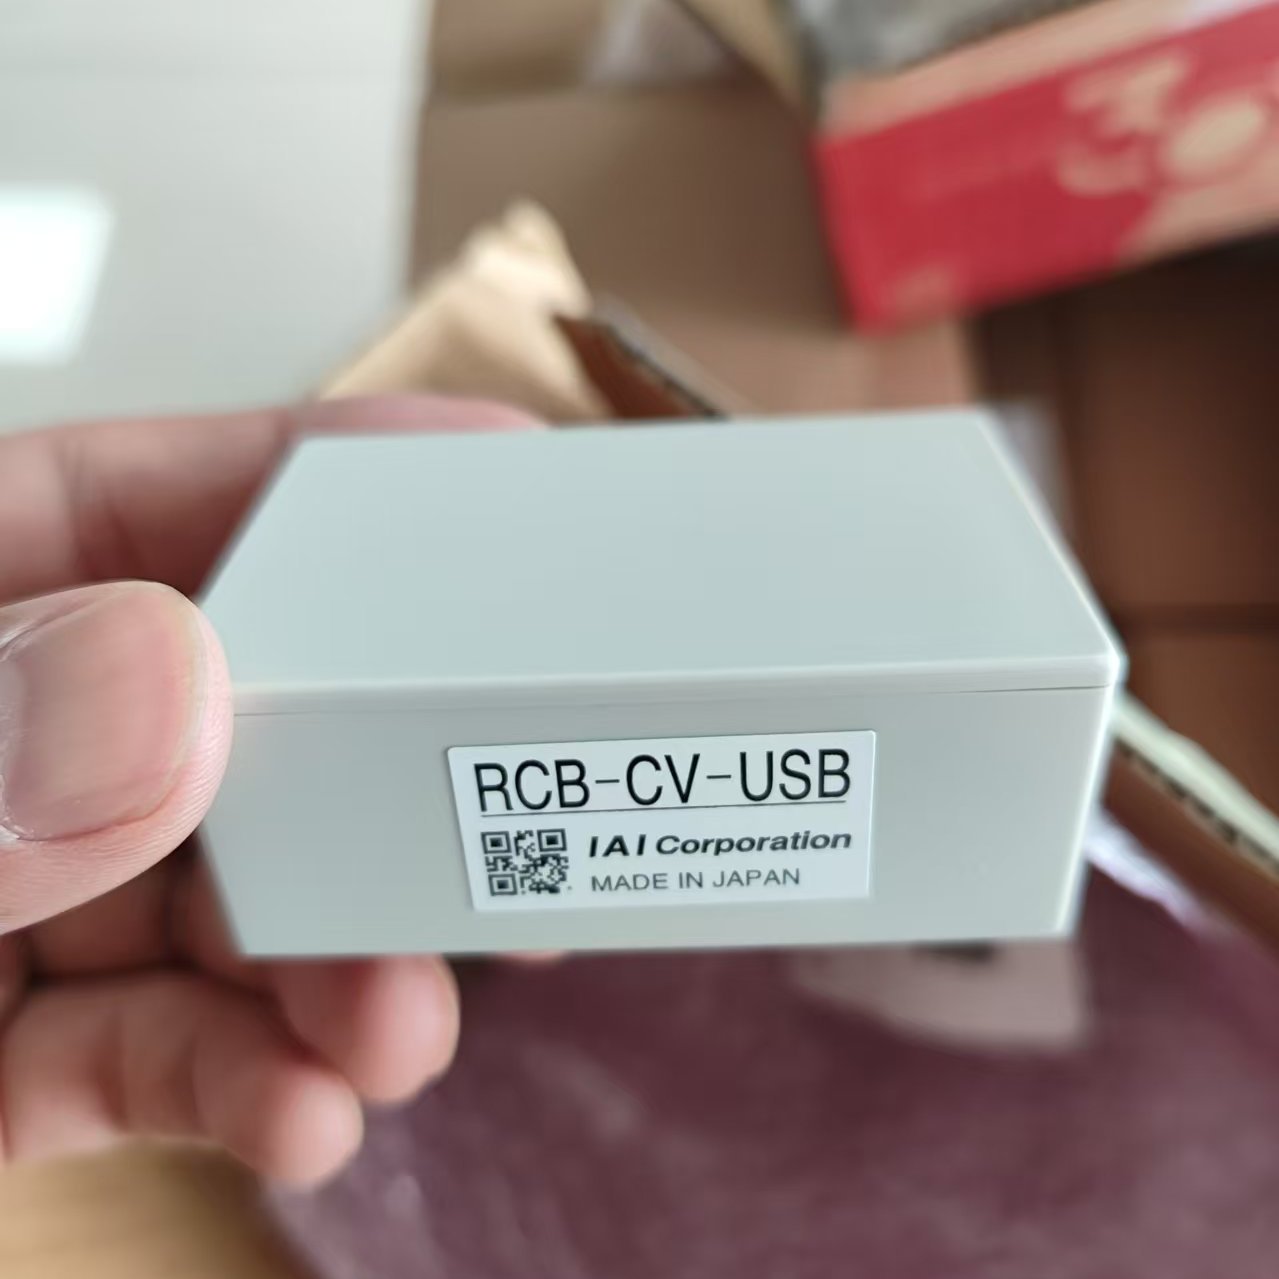 RCB-CV-USB
IAI Corporation
MADE IN JAPAN